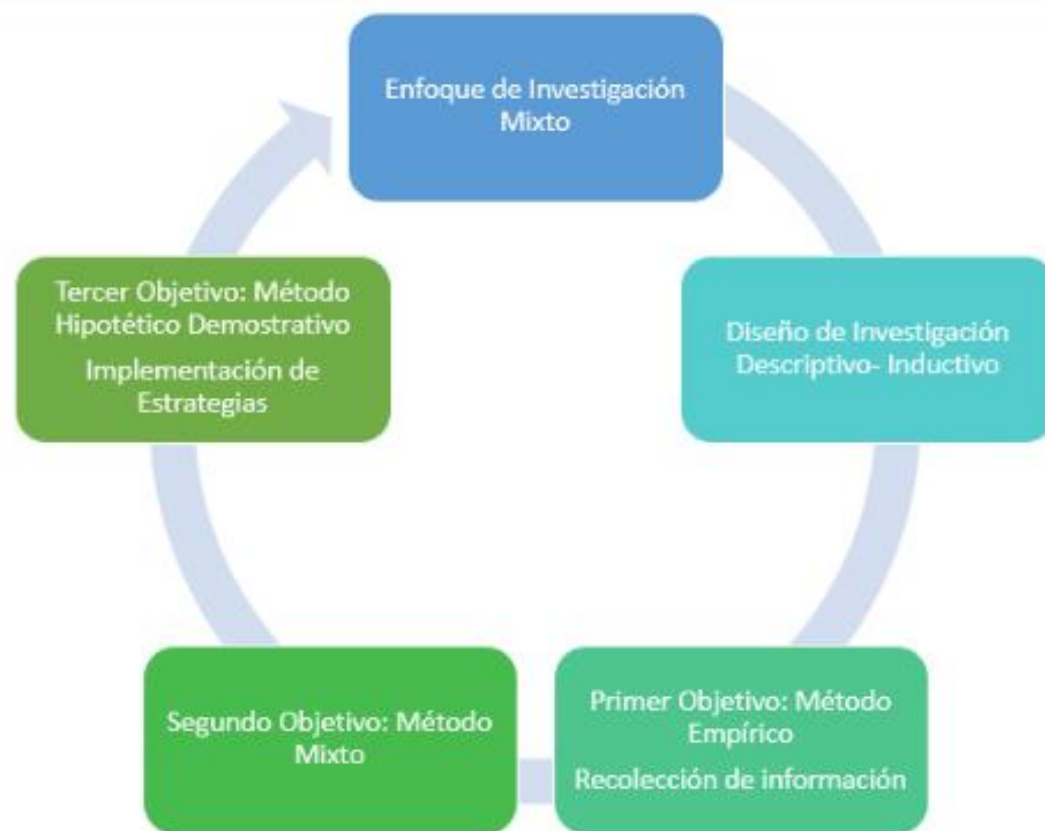 Enfoque de Investigación
Mixto
Diseño de Investigación
Descriptivo- Inductivo
Primer Objetivo: Método
Empírico
Recolección de información
Segundo Objetivo: Método
Mixto
Tercer Objetivo: Método
Hipotético Demostrativo
Implementación de
Estrategias